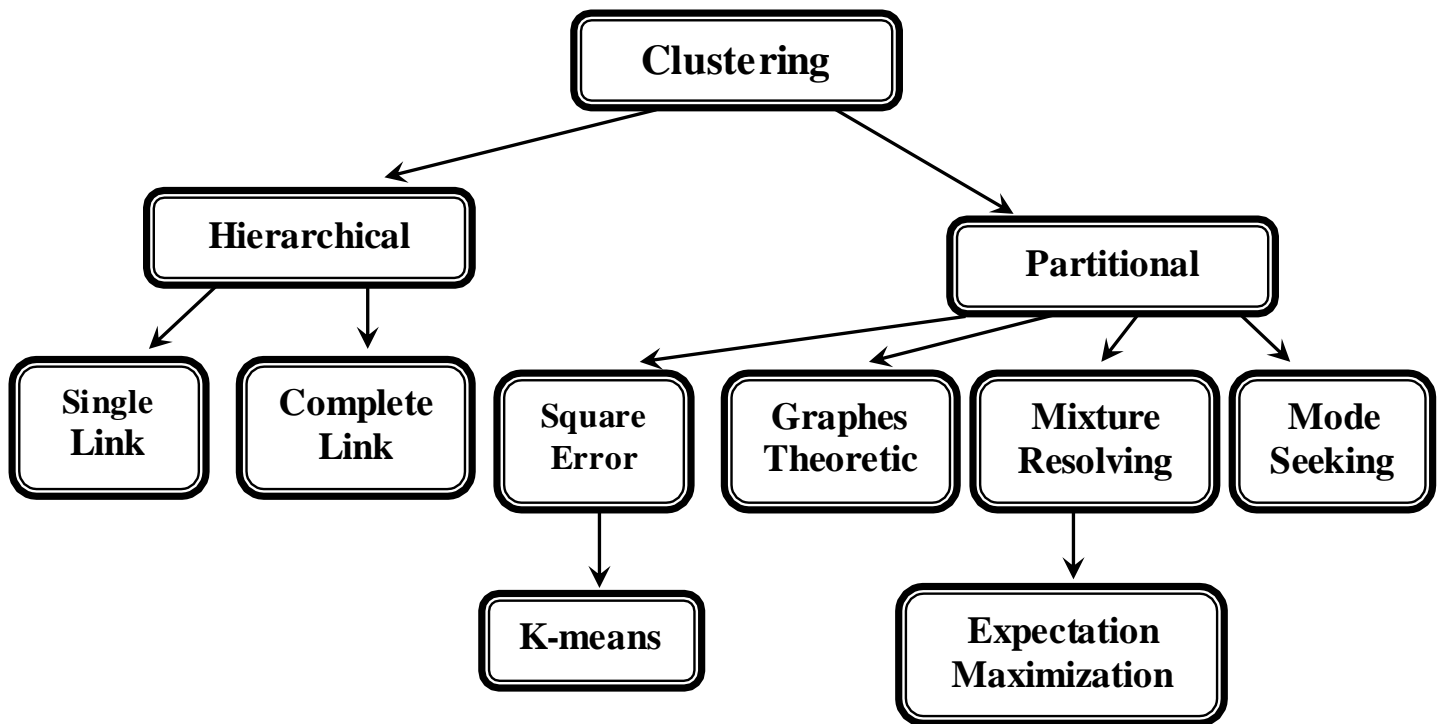 Clustering
Hierarchical
Partitional
Single
Link
Complete
Link
Square
Error
Graphes
Theoretic
Mixture
Resolving
Mode
Seeking
K-means
Expectation
Maximization